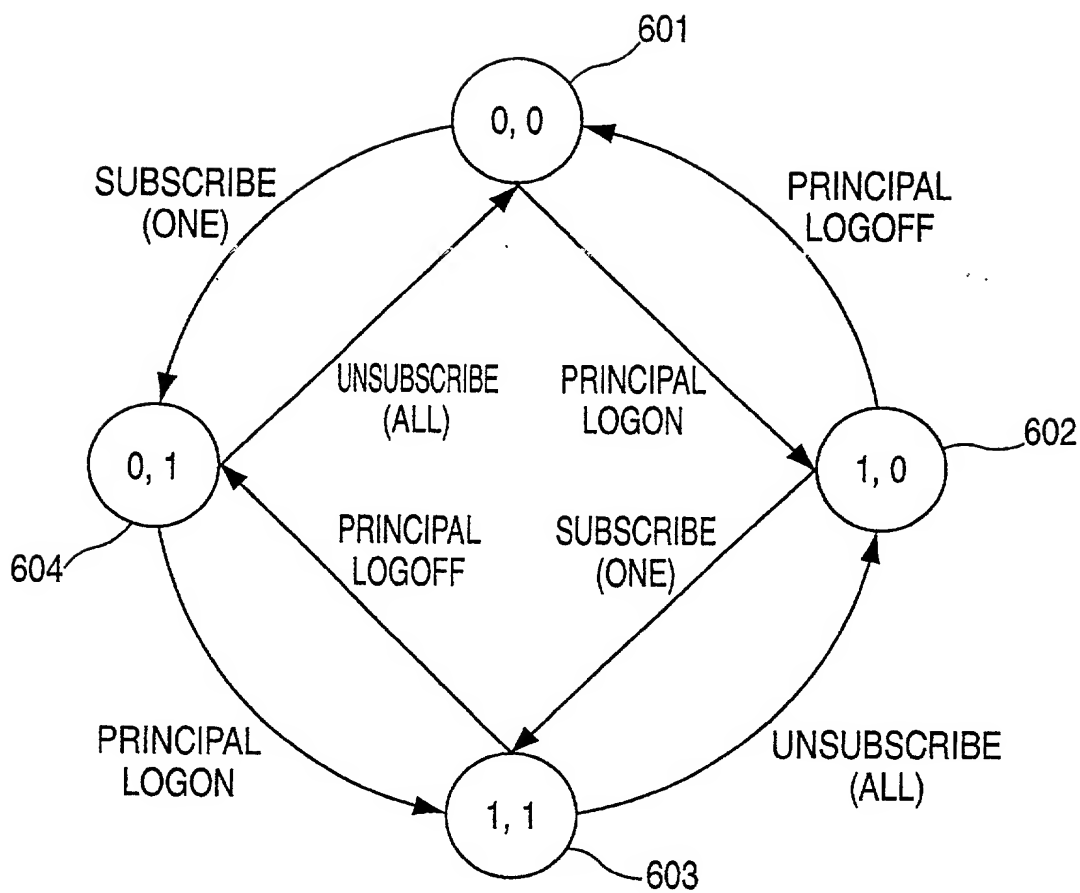 601
0, 0
SUBSCRIBE
(ONE)
PRINCIPAL
LOGOFF
UNSUBSCRIBE
(ALL)
PRINCIPAL
LOGON
0, 1
604
1, 0
602
PRINCIPAL
LOGOFF
SUBSCRIBE
(ONE)
PRINCIPAL
LOGON
UNSUBSCRIBE
(ALL)
1, 1
603